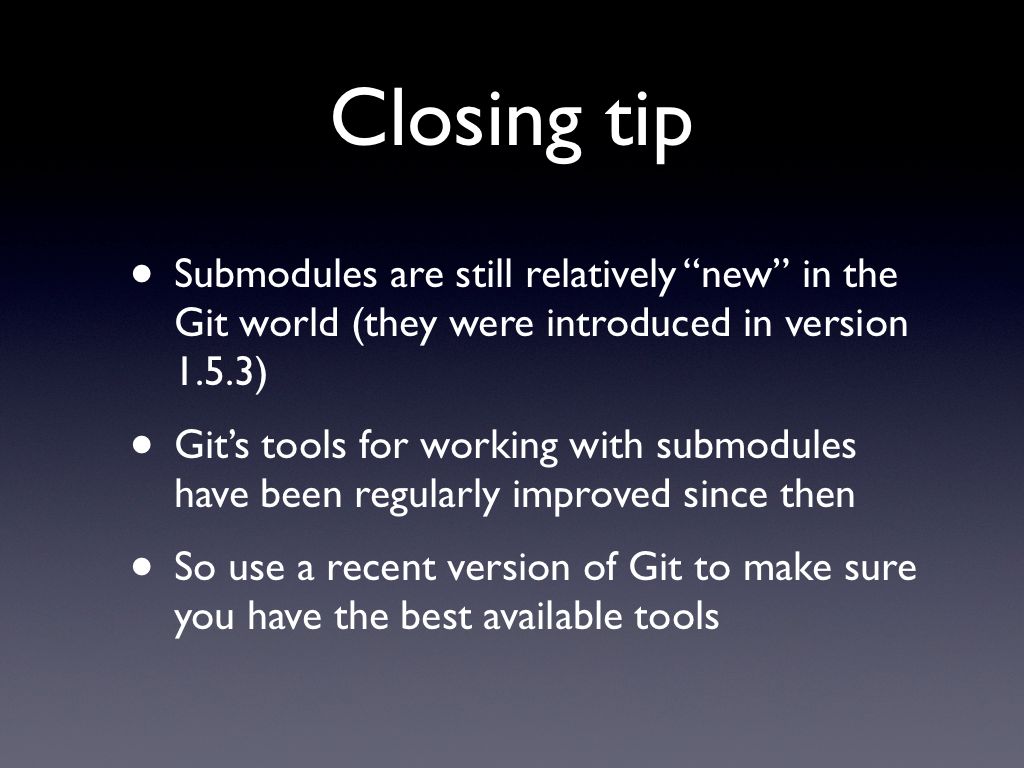 Closing tip
• Submodules are still relatively “new” in the
Git world (they were introduced in version
1.5.3)
• Git’s tools for working with submodules
have been regularly improved since then
• So use a recent version of Git to make sure
you have the best available tools